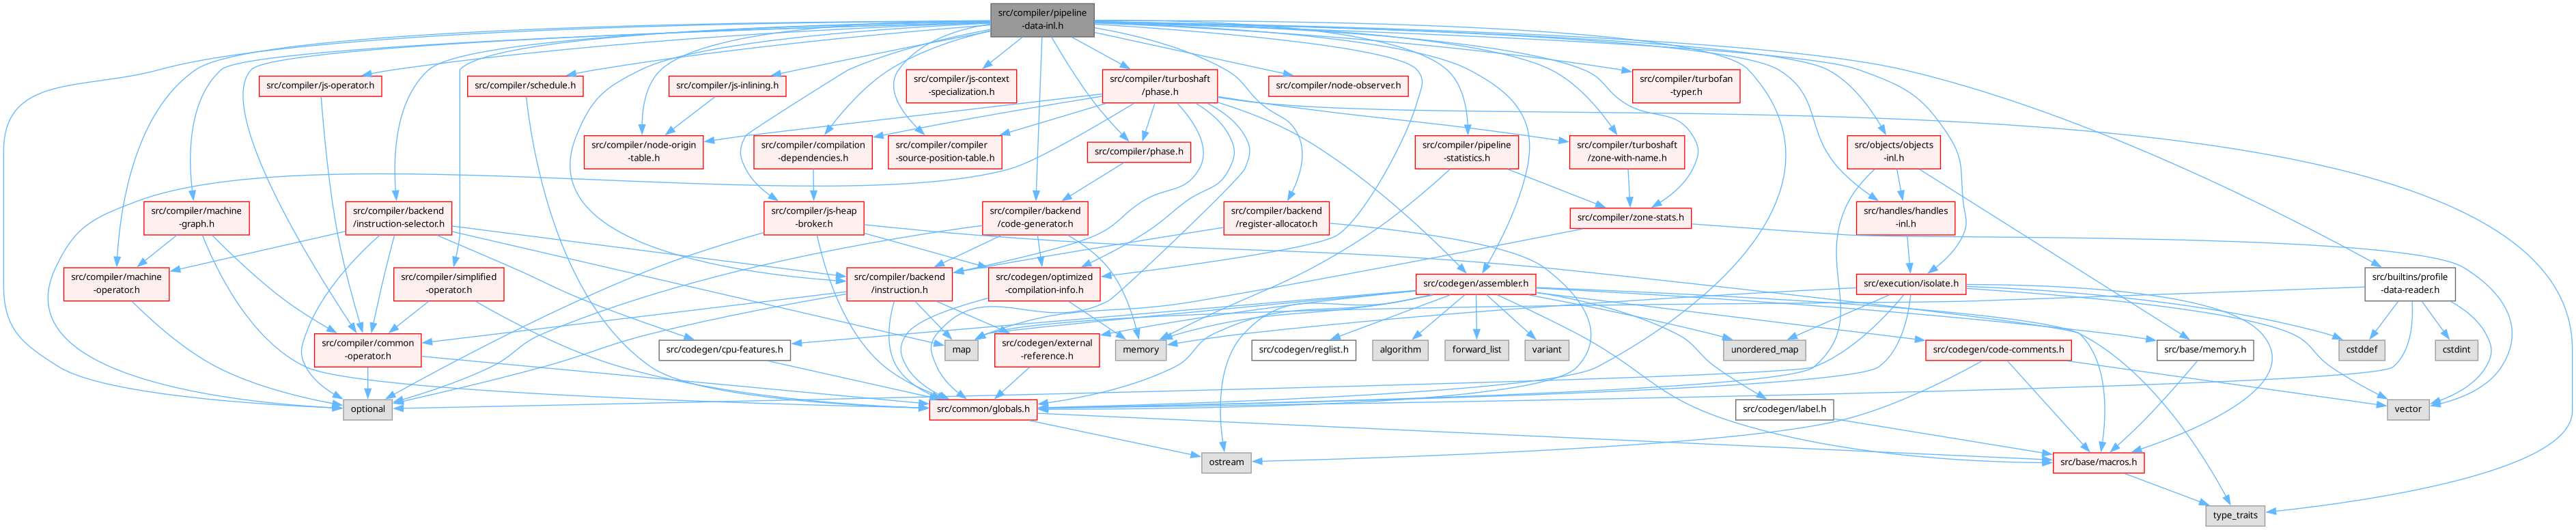 src/compiler/pipeline
-data-inl.h
src/compiler/js-operator.h
src/compiler/schedule.h
src/compiler/js-inlining.h
src/compiler/js-context
-specialization.h
src/compiler/turboshaft
/phase.h
src/compiler/node-observer.h
src/compiler/turbofan
-typer.h
src/compiler/node-origin
-table.h
src/compiler/compilation
-dependencies.h
src/compiler/compiler
-source-position-table.h
src/compiler/phase.h
src/compiler/pipeline
-statistics.h
src/compiler/turboshaft
/zone-with-name.h
src/objects/objects
-inl.h
src/compiler/machine
-graph.h
src/compiler/backend
/instruction-selector.h
src/compiler/js-heap
-broker.h
src/compiler/backend
/code-generator.h
src/compiler/backend
/register-allocator.h
src/compiler/zone-stats.h
src/handles/handles
-inl.h
src/compiler/machine
-operator.h
src/compiler/simplified
-operator.h
src/compiler/backend
/instruction.h
src/codegen/optimized
-compilation-info.h
src/codegen/assembler.h
src/execution/isolate.h
src/builtins/profile
-data-reader.h
src/compiler/common
-operator.h
src/codegen/cpu-features.h
map
src/codegen/external
-reference.h
memory
src/codegen/reglist.h
algorithm
forward_list
variant
unordered_map
src/codegen/code-comments.h
src/base/memory.h
cstddef
cstdint
optional
src/common/globals.h
src/codegen/label.h
vector
ostream
src/base/macros.h
type_traits